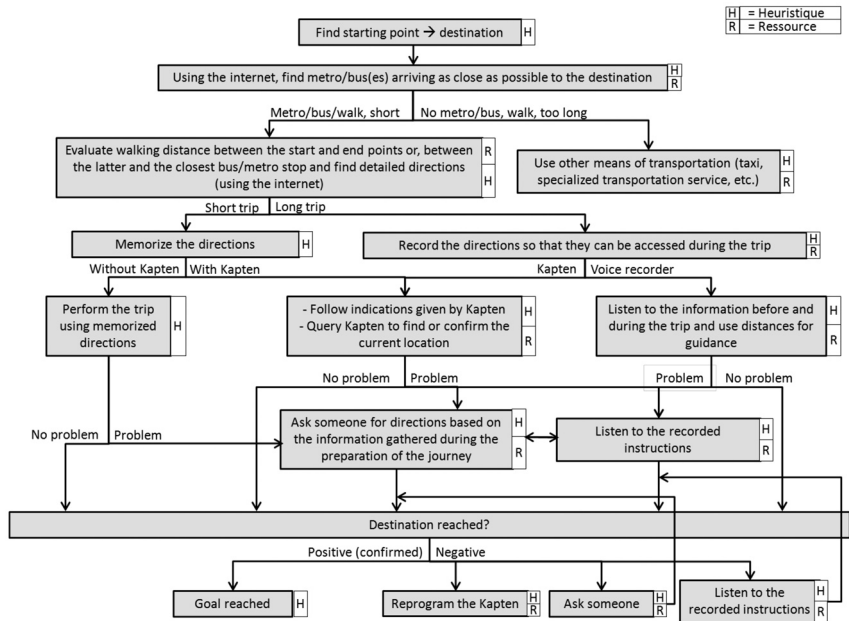 H = Heuristique
R = Ressource
Find starting point → destination H
Using the internet, find metro/bus(es) arriving as close as possible to the destination H R
Metro/bus/walk, short No metro/bus, walk, too long
Evaluate walking distance between the start and end points or, between
the latter and the closest bus/metro stop and find detailed directions
(using the internet)
R
H
Use other means of transportation (taxi,
specialized transportation service, etc.)
H
R
Short trip Long trip
Memorize the directions H
Record the directions so that they can be accessed during the trip H R
Without Kapten With Kapten
Kapten Voice recorder
Perform the trip
using memorized
directions
H
- Follow indications given by Kapten
- Query Kapten to find or confirm the
current location
H
R
Listen to the information before and
during the trip and use distances for
guidance
H
R
No problem Problem
Problem No problem
No problem Problem
Ask someone for directions based on
the information gathered during the
preparation of the journey
H
R
Listen to the recorded
instructions
H
R
Destination reached?
Positive (confirmed) Negative
Goal reached H
Reprogram the Kapten H R
Ask someone H R
Listen to the
recorded instructions
H
R